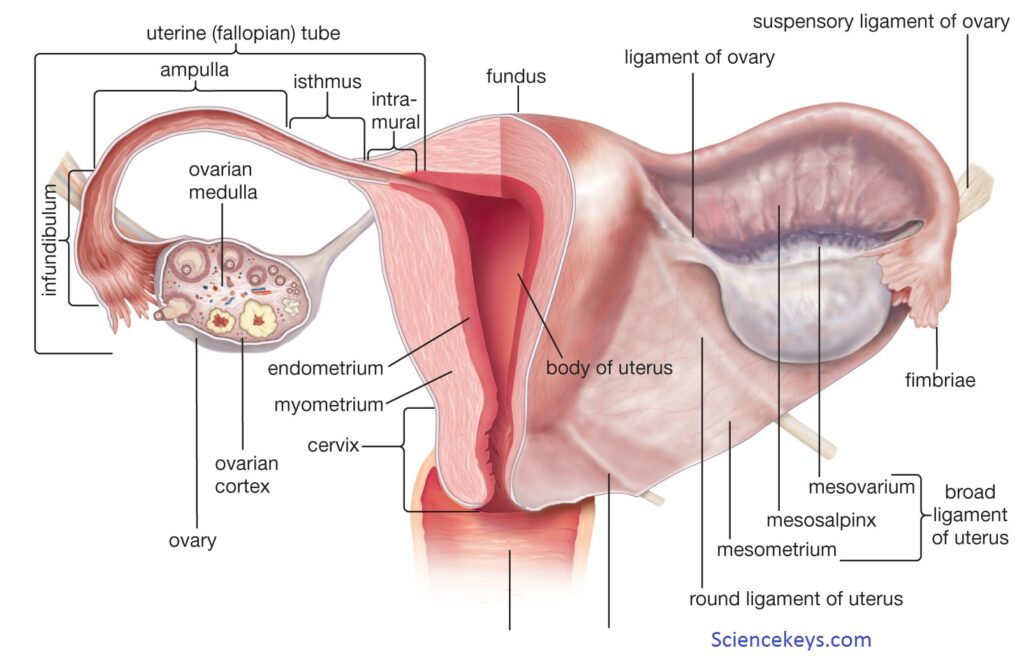 suspensory ligament of ovary
uterine (fallopian) tube
ligament of ovary
ampulla
isthmus
fundus
intra-
mural
ovarian
medulla
infundibulum
endometrium
body of uterus
fimbriae
myometrium
cervix
ovarian
cortex
mesovarium
broad
ligament
of uterus
mesosalpinx
ovary
mesometrium
round ligament of uterus
Sciencekeys.com